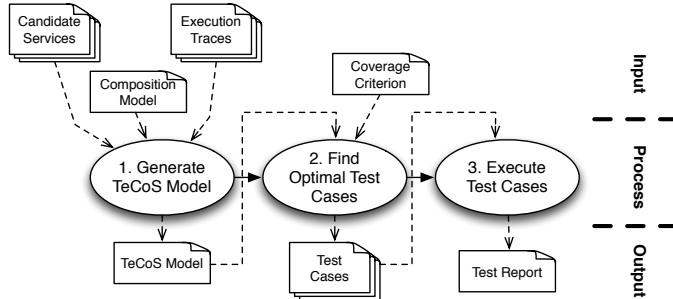 Candidate
Services
Execution
Traces
Composition
Model
Coverage
Criterion
Input
1. Generate
TeCoS Model
2. Find
Optimal Test
Cases
3. Execute
Test Cases
Process
TeCoS Model
Test
Cases
Test Report
Output